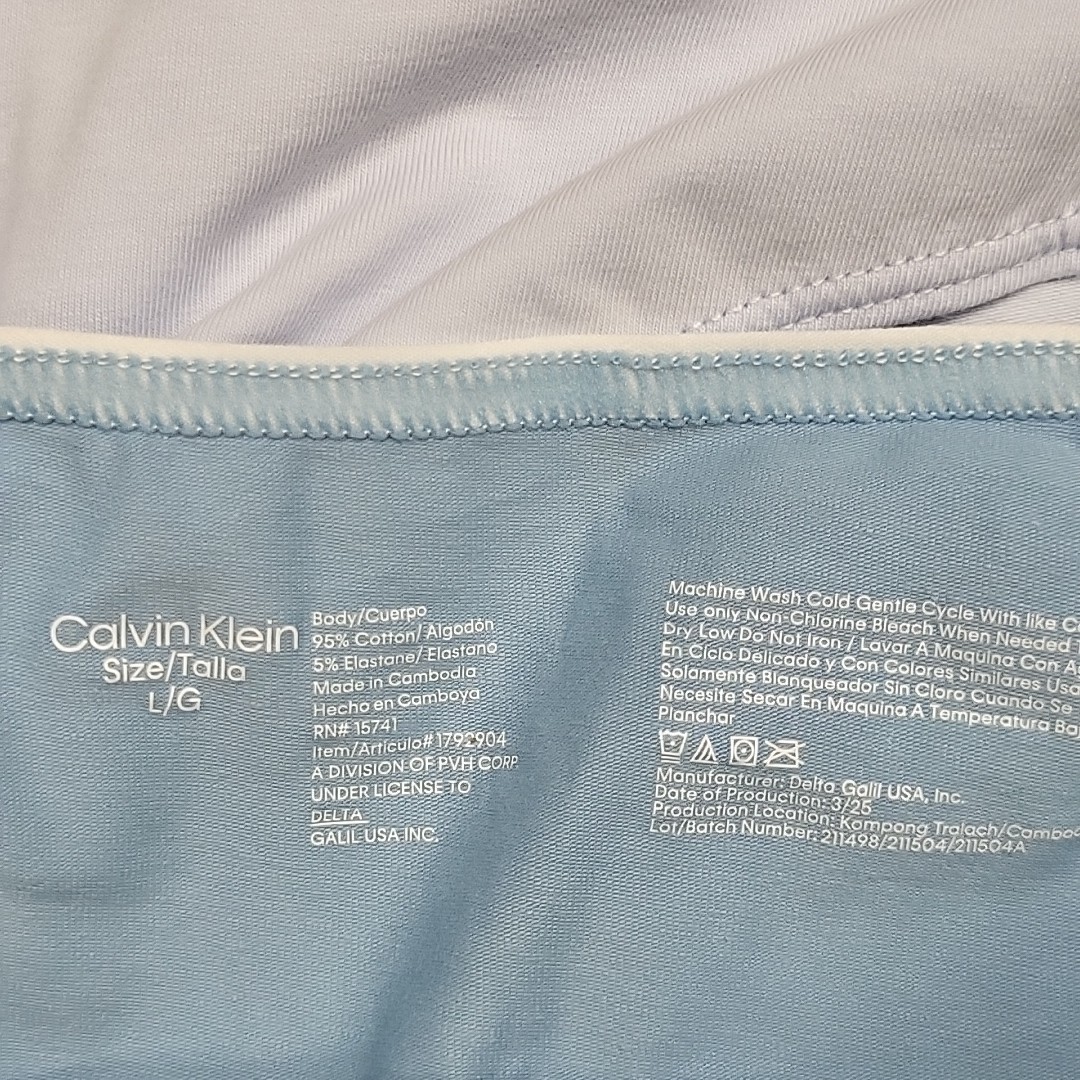 Calvin Klein
Size/Talla
L/G
Body/Cuerpo
95% Cotton/Algodón
5% Elastane/Elastano
Made in Cambodia
Hecho en Camboya
RN# 15741
Item/Artículo# 1792904
A DIVISION OF PVH CORP.
UNDER LICENSE TO
DELTA
GALIL USA INC.
Machine Wash Cold Gentle Cycle With like
Use only Non-Chlorine Bleach When Needed
Dry Low Do Not Iron / Lavar A Maquina Con
En Ciclo Delicado y Con Colores Similares
Solamente Blanqueador Sin Cloro Cuando Se
Necesite Secar En Maquina A Temperatura
Planchar
Manufacturer: Delta Galil USA, Inc.
Date of Production: 3/25
Production Location: Kompong Tralach/
Lot/Batch Number: 211498/211504/211504A